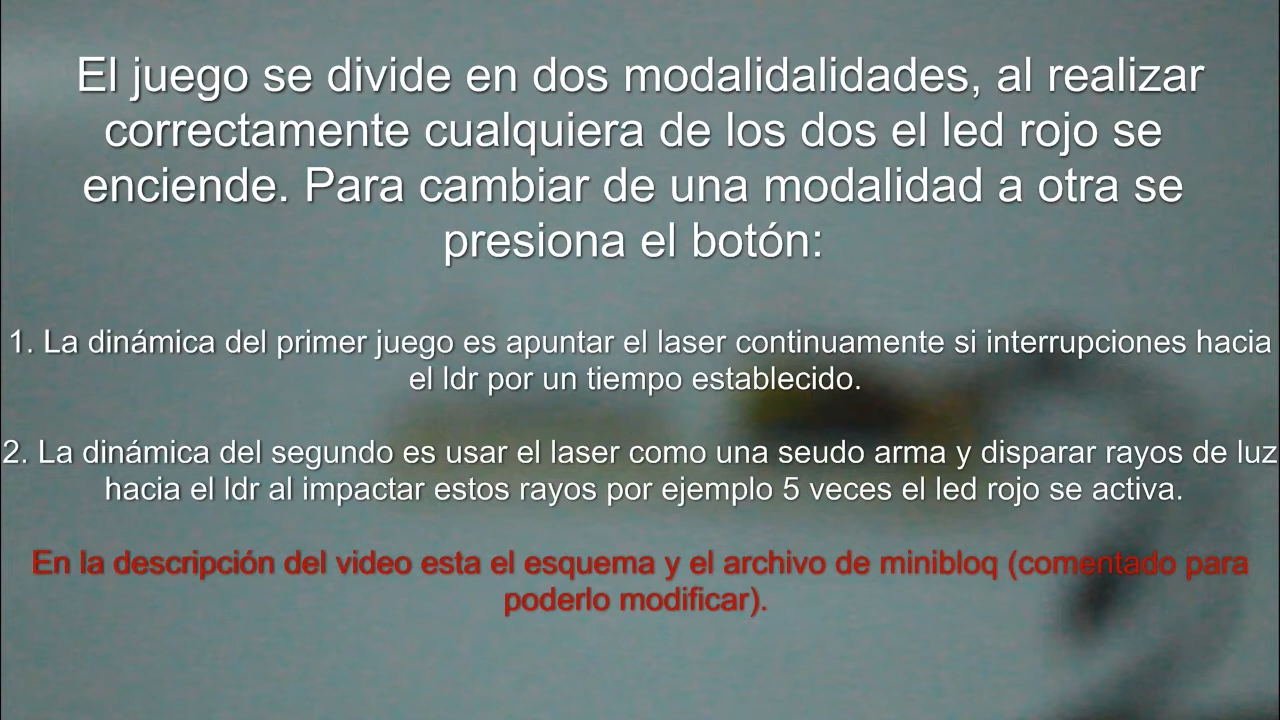 El juego se divide en dos modalidalidades, al realizar
correctamente cualquiera de los dos el led rojo se
enciende. Para cambiar de una modalidad a otra se
presiona el botón:
1. La dinámica del primer juego es apuntar el laser continuamente si interrupciones hacia
el ldr por un tiempo establecido.
2. La dinámica del segundo es usar el laser como una seudo arma y disparar rayos de luz
hacia el ldr al impactar estos rayos por ejemplo 5 veces el led rojo se activa.
En la descripción del video esta el esquema y el archivo de minibloq (comentado para
poderlo modificar).